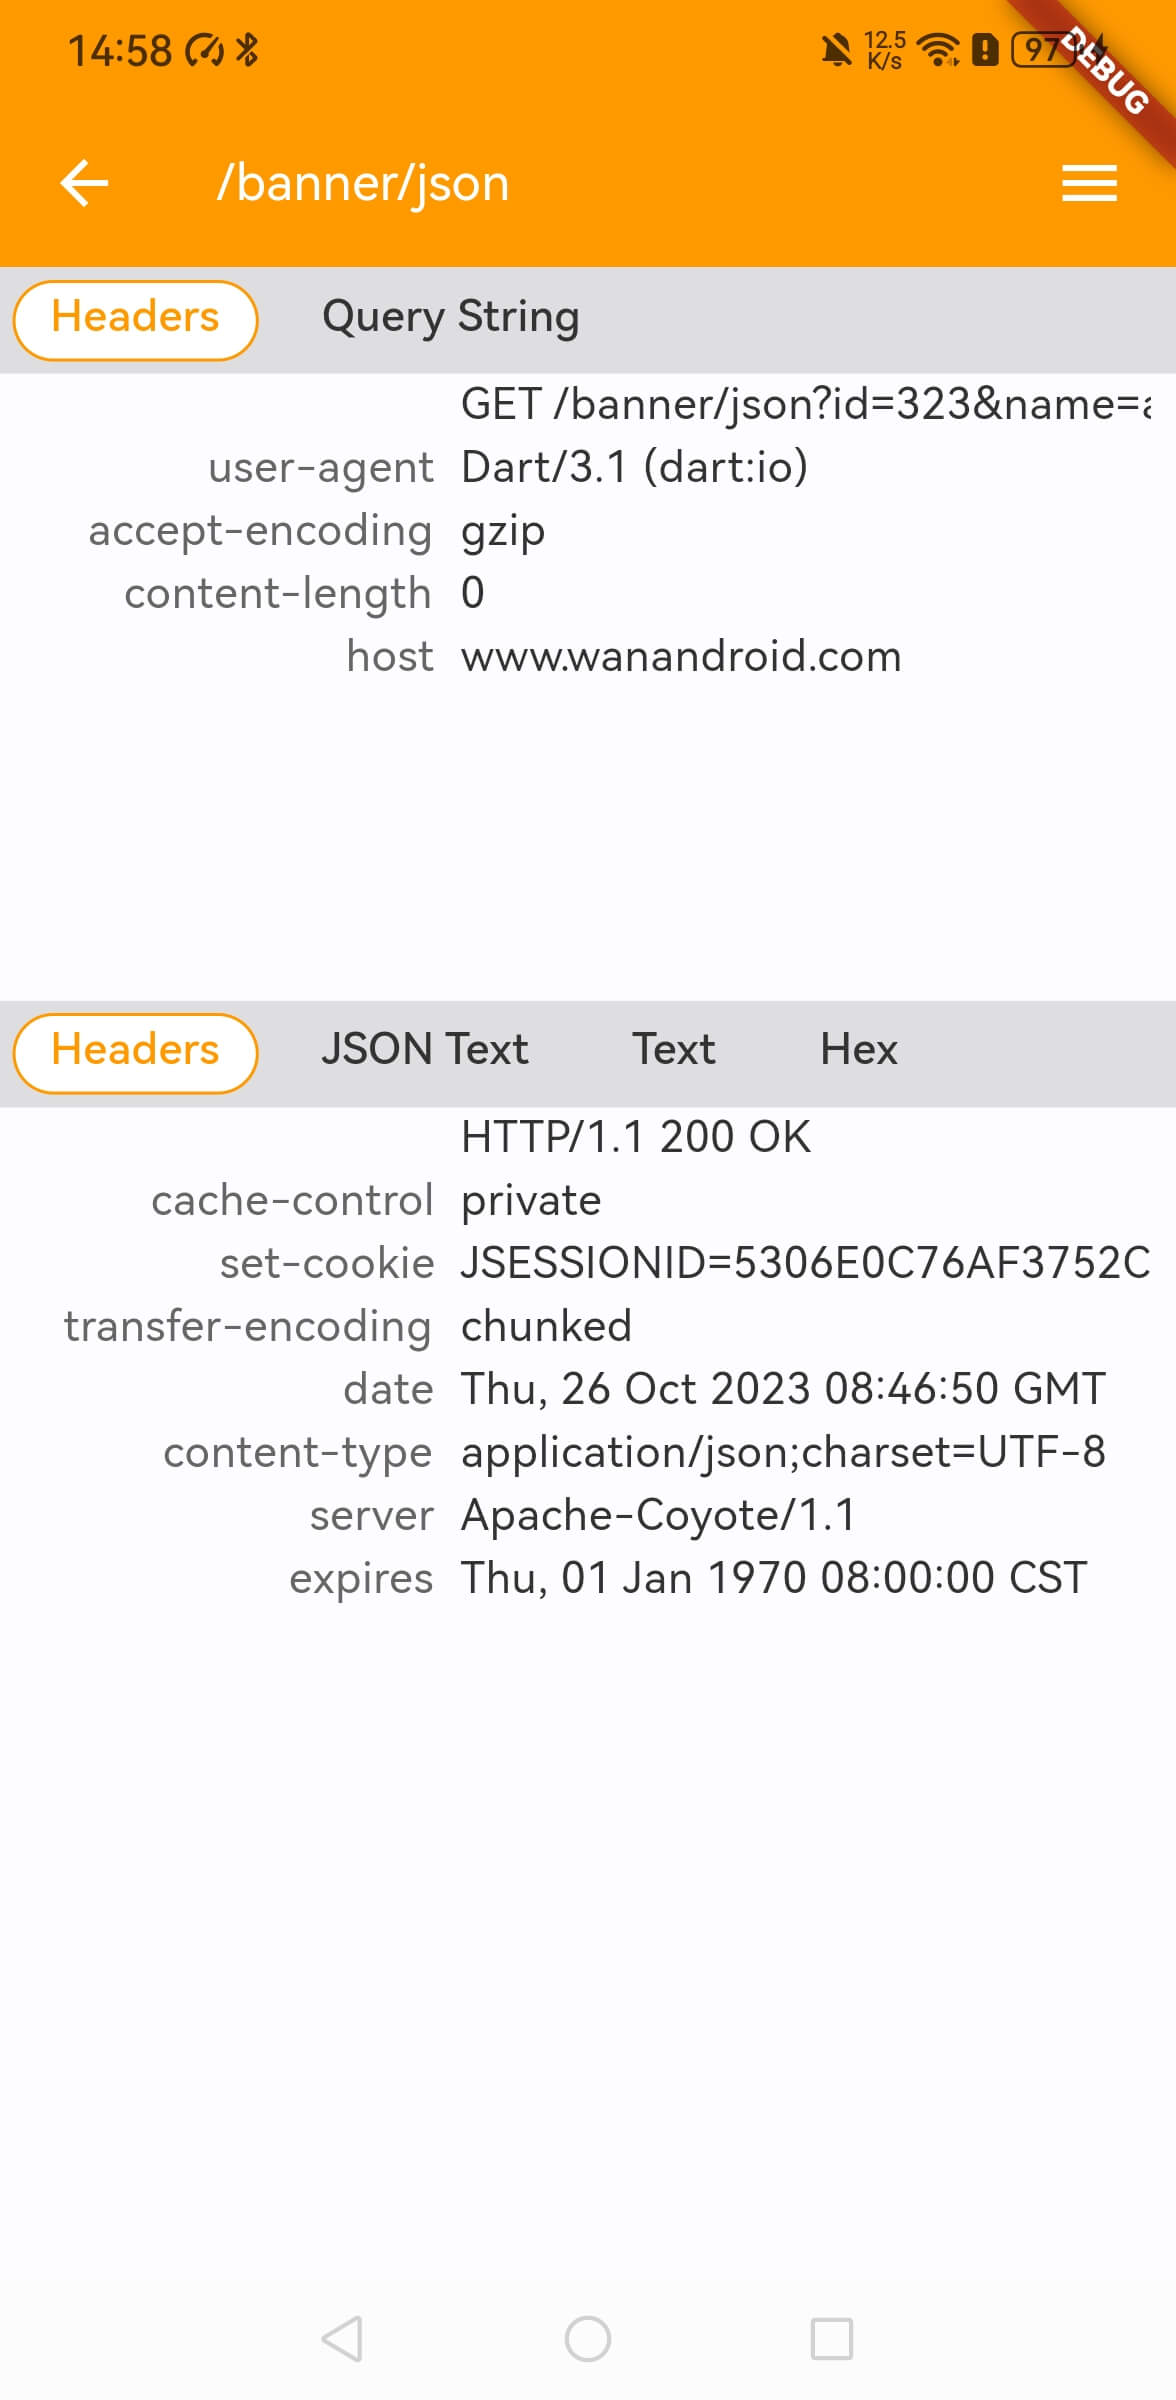 14:58
12.5
K/s
97
DEBUG
/banner/json
Headers Query String
GET /banner/json?id=323&name=
user-agent Dart/3.1 (dart:io)
accept-encoding gzip
content-length 0
host www.wanandroid.com
Headers JSON Text Text Hex
HTTP/1.1 200 OK
cache-control private
set-cookie JSESSIONID=5306E0C76AF3752C
transfer-encoding chunked
date Thu, 26 Oct 2023 08:46:50 GMT
content-type application/json;charset=UTF-8
server Apache-Coyote/1.1
expires Thu, 01 Jan 1970 08:00:00 CST